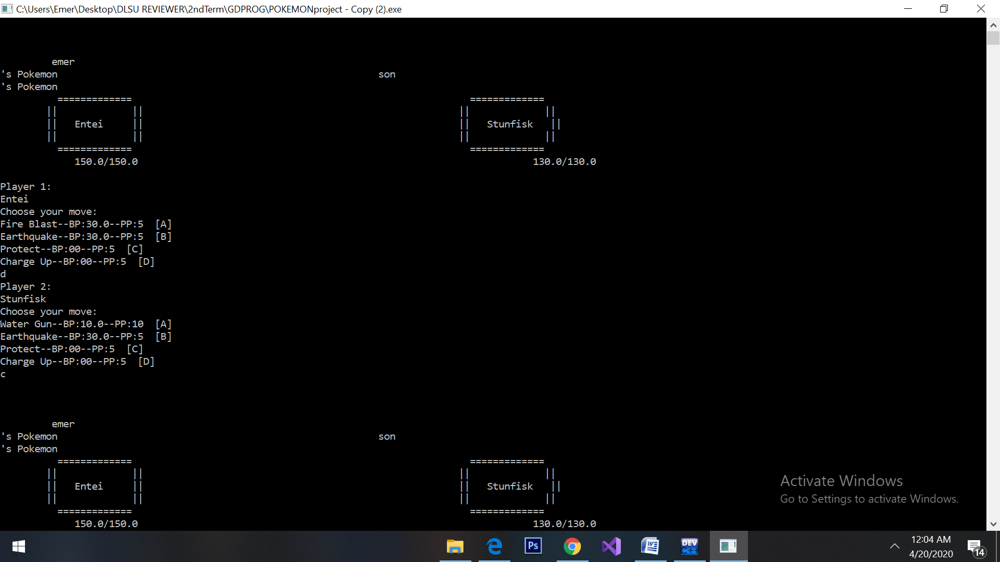 C:\Users\Emer\Desktop\DLSU REVIEWER\2ndTerm\GDPROG\POKEMONproject - Copy (2).exe
emer
's Pokemon son
's Pokemon
============= =============
|| || || ||
|| Entei || || Stunfisk ||
|| || || ||
============= =============
150.0/150.0 130.0/130.0
Player 1:
Entei
Choose your move:
Fire Blast--BP:30.0--PP:5 [A]
Earthquake--BP:30.0--PP:5 [B]
Protect--BP:00--PP:5 [C]
Charge Up--BP:00--PP:5 [D]
d
Player 2:
Stunfisk
Choose your move:
Water Gun--BP:10.0--PP:10 [A]
Earthquake--BP:30.0--PP:5 [B]
Protect--BP:00--PP:5 [C]
Charge Up--BP:00--PP:5 [D]
c
emer
's Pokemon son
's Pokemon
============= =============
|| || || ||
|| Entei || || Stunfisk ||
|| || || ||
============= =============
150.0/150.0 130.0/130.0
Activate Windows
Go to Settings to activate Windows.
Ps
W
DEV
C++
12:04 AM
4/20/2020
14